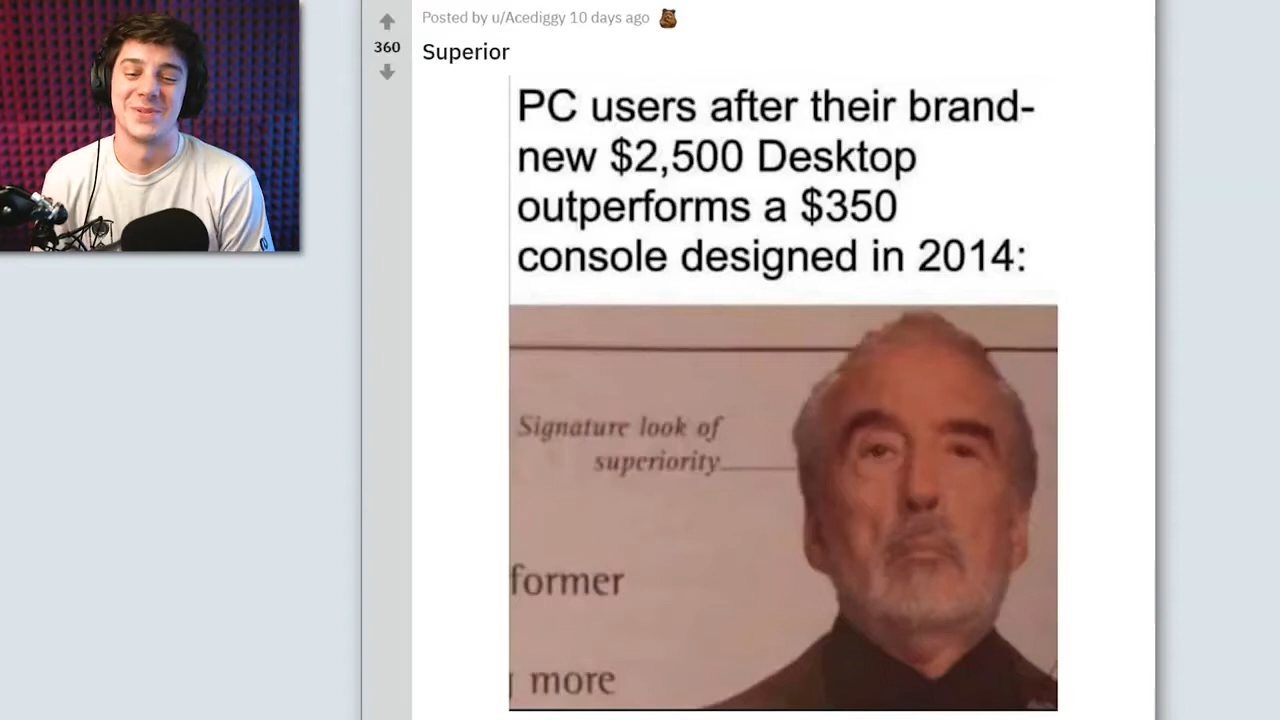 Posted by u/Acediggy 10 days ago
360
Superior
PC users after their brand-
new $2,500 Desktop
outperforms a $350
console designed in 2014:
Signature look of
superiority
former
more